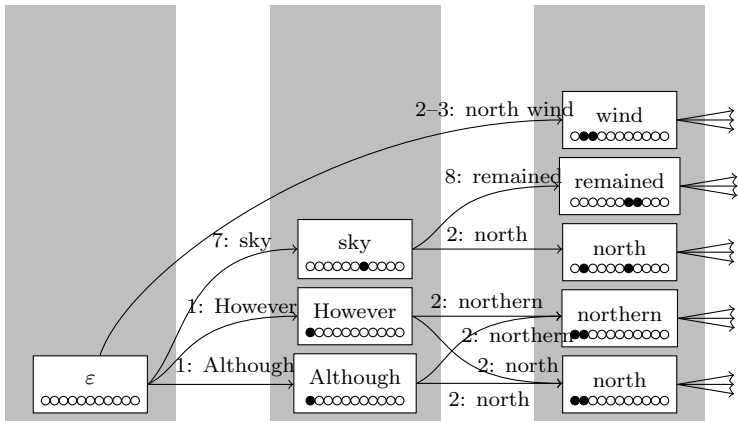 2–3: north wind
wind
8: remained
remained
7: sky
sky
2: north
north
1: However
However
2: northern
northern
2: northern
1: Although
Although
2: north
north
2: north
ε